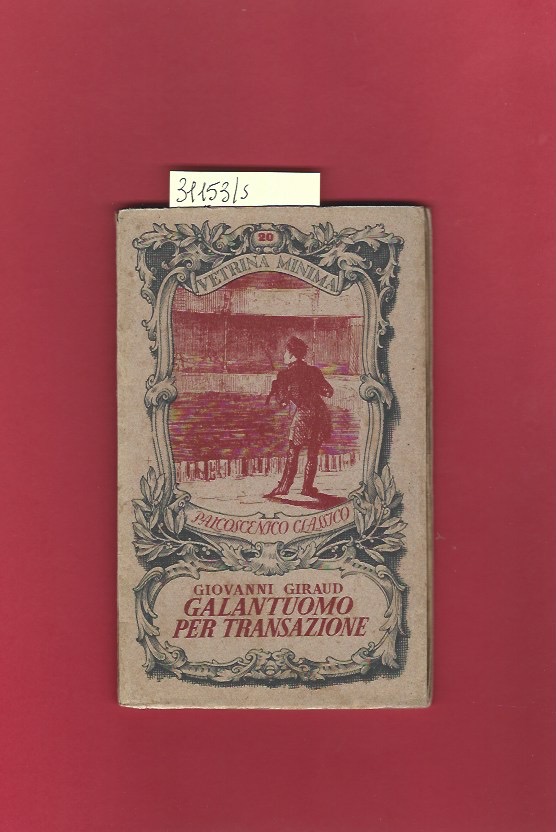 31153/s
20
VETRINA MINIMA
PALCOSCENICO CLASSICO
GIOVANNI GIRAUD
GALANTUOMO
PER TRANSAZIONE